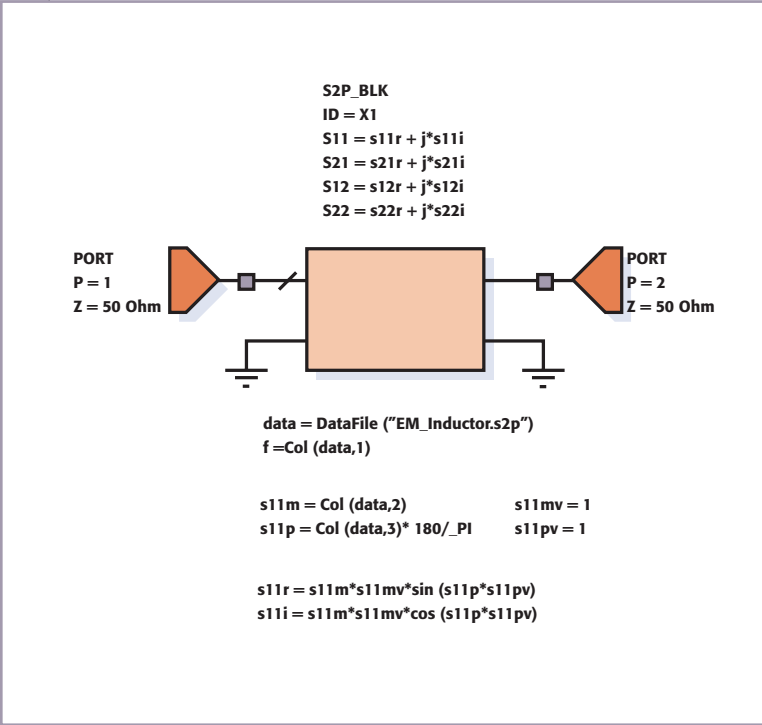 S2P_BLK
ID = X1
S11 = s11r + j*s11i
S21 = s21r + j*s21i
S12 = s12r + j*s12i
S22 = s22r + j*s22i
PORT
P = 1
Z = 50 Ohm
PORT
P = 2
Z = 50 Ohm
data = DataFile (”EM_Inductor.s2p”)
f =Col (data,1)
s11m = Col (data,2) s11mv = 1
s11p = Col (data,3)* 180/_PI s11pv = 1
s11r = s11m*s11mv*sin (s11p*s11pv)
s11i = s11m*s11mv*cos (s11p*s11pv)